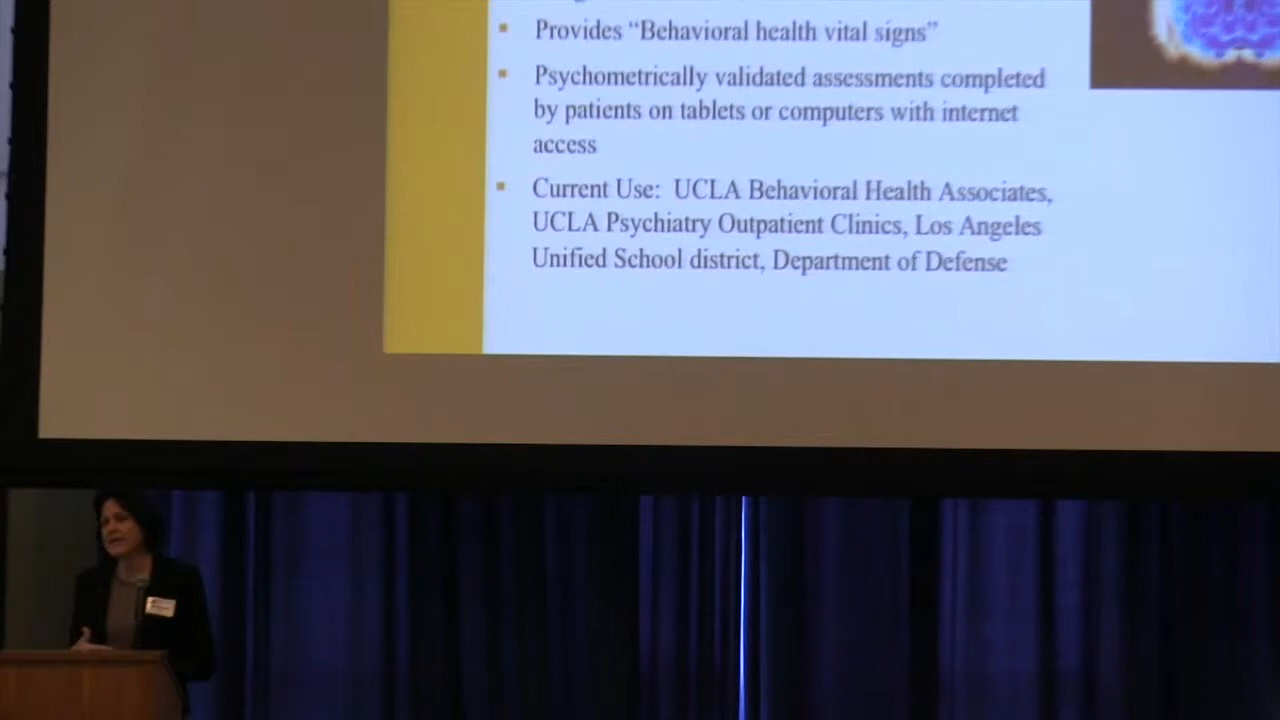 ▪ Provides “Behavioral health vital signs”
▪ Psychometrically validated assessments completed
by patients on tablets or computers with internet
access
▪ Current Use: UCLA Behavioral Health Associates,
UCLA Psychiatry Outpatient Clinics, Los Angeles
Unified School district, Department of Defense